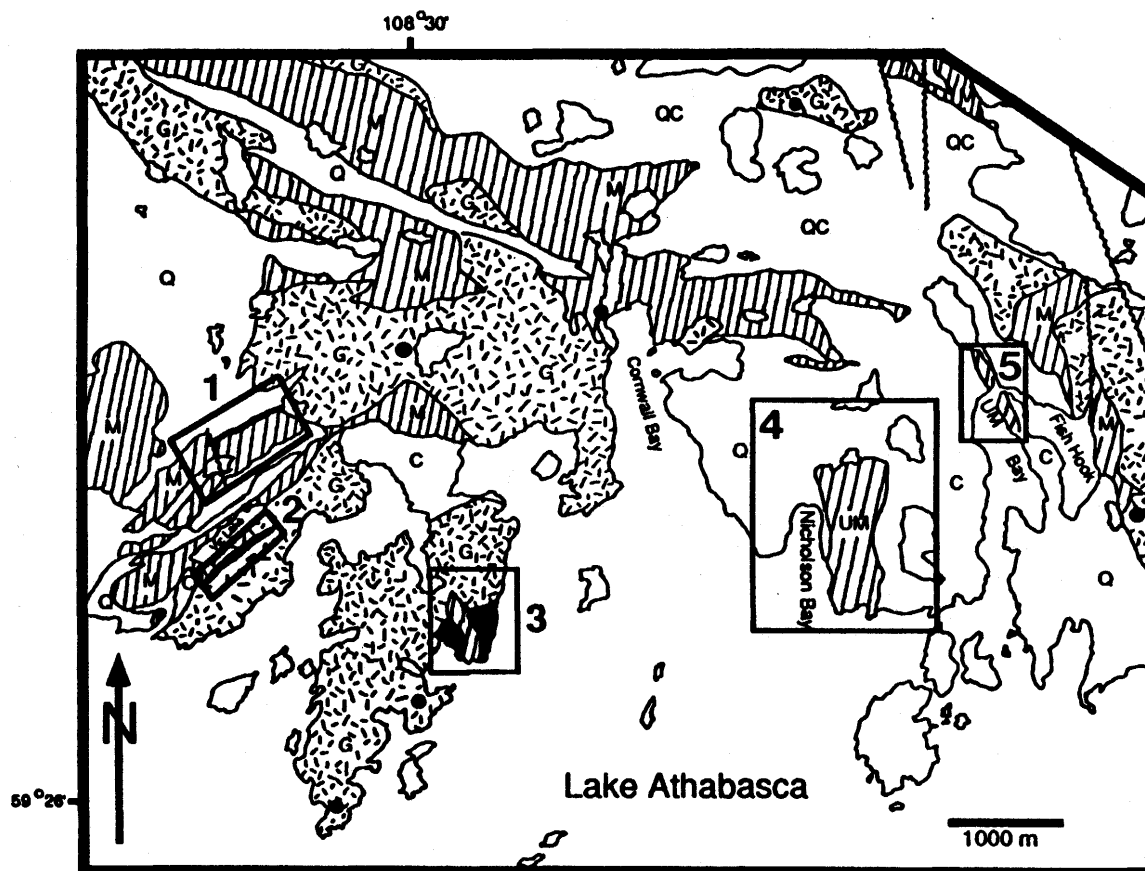 108°30'
G
M
G
QC
G
QC
Q
M
G
QC
Q
M
M
G
G
5
1
UM
M
M
M
C
4
Q
C
Bay
C
Fish Hook
M
Cornwall Bay
G
2
UM
Nicholson Bay
G
M
Q
Q
3
G
N
59°26'
Lake Athabasca
1000 m